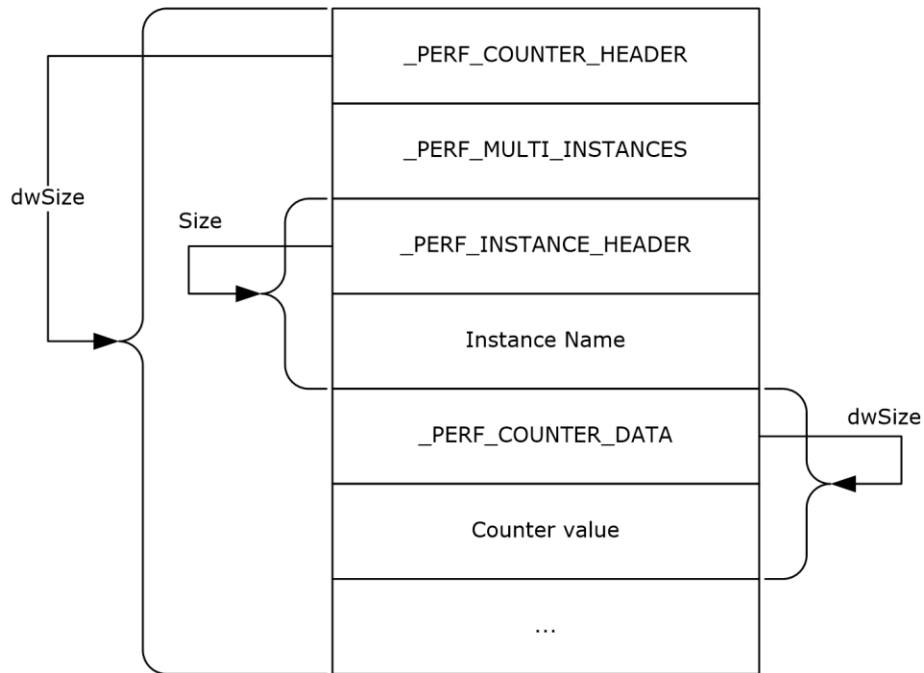 _PERF_COUNTER_HEADER
_PERF_MULTI_INSTANCES
dwSize
Size
_PERF_INSTANCE_HEADER
Instance Name
_PERF_COUNTER_DATA
dwSize
Counter value
...